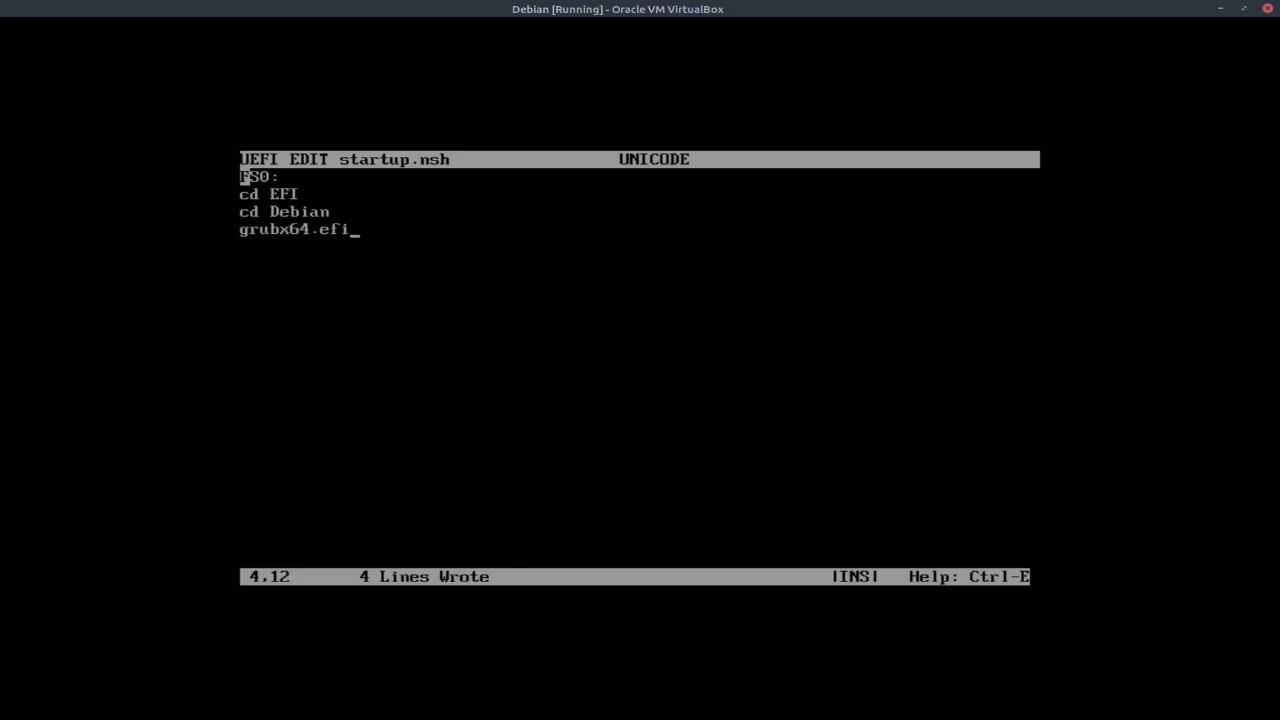 Debian [Running] - Oracle VM VirtualBox
UEFI EDIT startup.nsh UNICODE
FS0:
cd EFI
cd Debian
grubx64.efi_
4,12 4 Lines Wrote |INS| Help: Ctrl-E